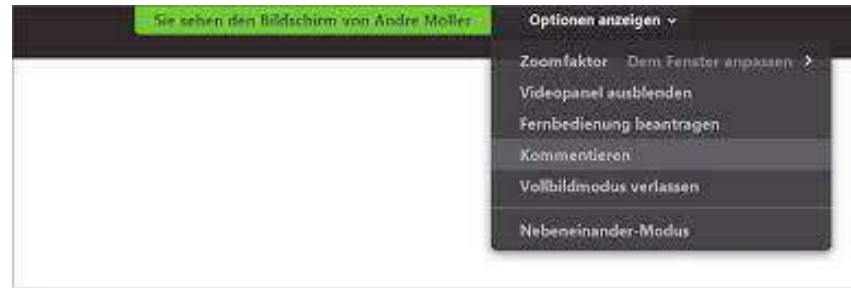 Sie sehen den Bildschirm von Andre Möller Optionen anzeigen
Zoomfaktor Dem Fenster anpassen
Videopanel ausblenden
Fernbedienung beantragen
Kommentieren
Vollbildmodus verlassen
Nebeneinander-Modus